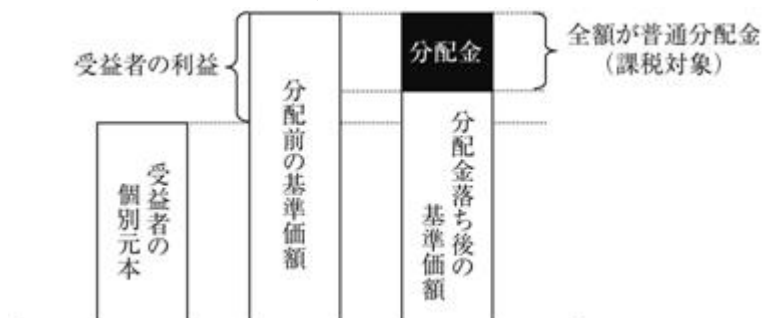 受益者の利益
分配金
全額が普通分配金
（課税対象）
受益者の
個別元本
分配前の基準価額
分配金落ち後の
基準価額